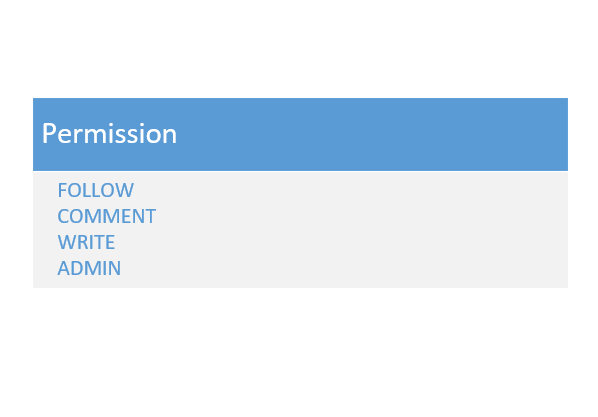 Permission
FOLLOW
COMMENT
WRITE
ADMIN